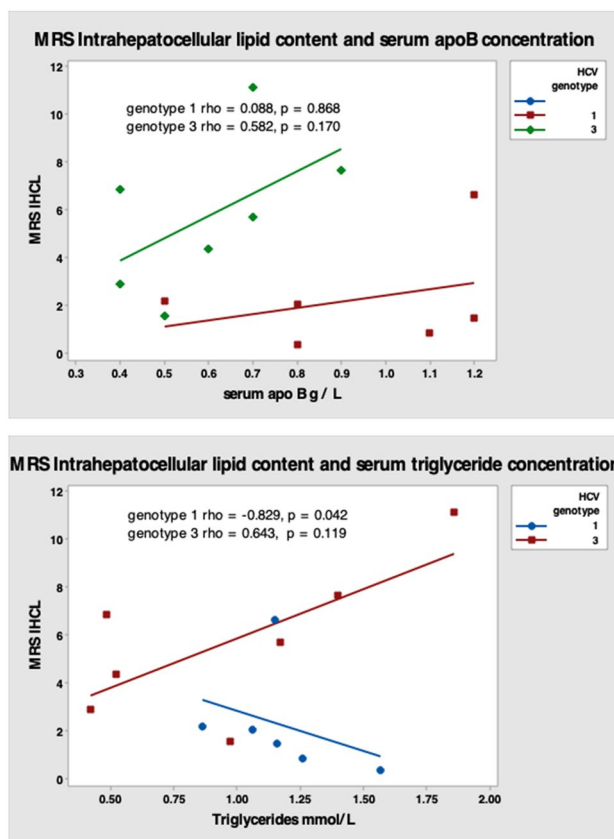 MRS Intrahepatocellular lipid content and serum apoB concentration
12
10
8
6
4
2
0
MRS IHCL
genotype 1 rho = 0.088, p = 0.868
genotype 3 rho = 0.582, p = 0.170
0.3 0.4 0.5 0.6 0.7 0.8 0.9 1.0 1.1 1.2
serum apo B g / L
HCV
genotype
1
3
MRS Intrahepatocellular lipid content and serum triglyceride concentration
12
10
8
6
4
2
0
MRS IHCL
genotype 1 rho = -0.829, p = 0.042
genotype 3 rho = 0.643, p = 0.119
0.50 0.75 1.00 1.25 1.50 1.75 2.00
Triglycerides mmol/L
HCV
genotype
1
3